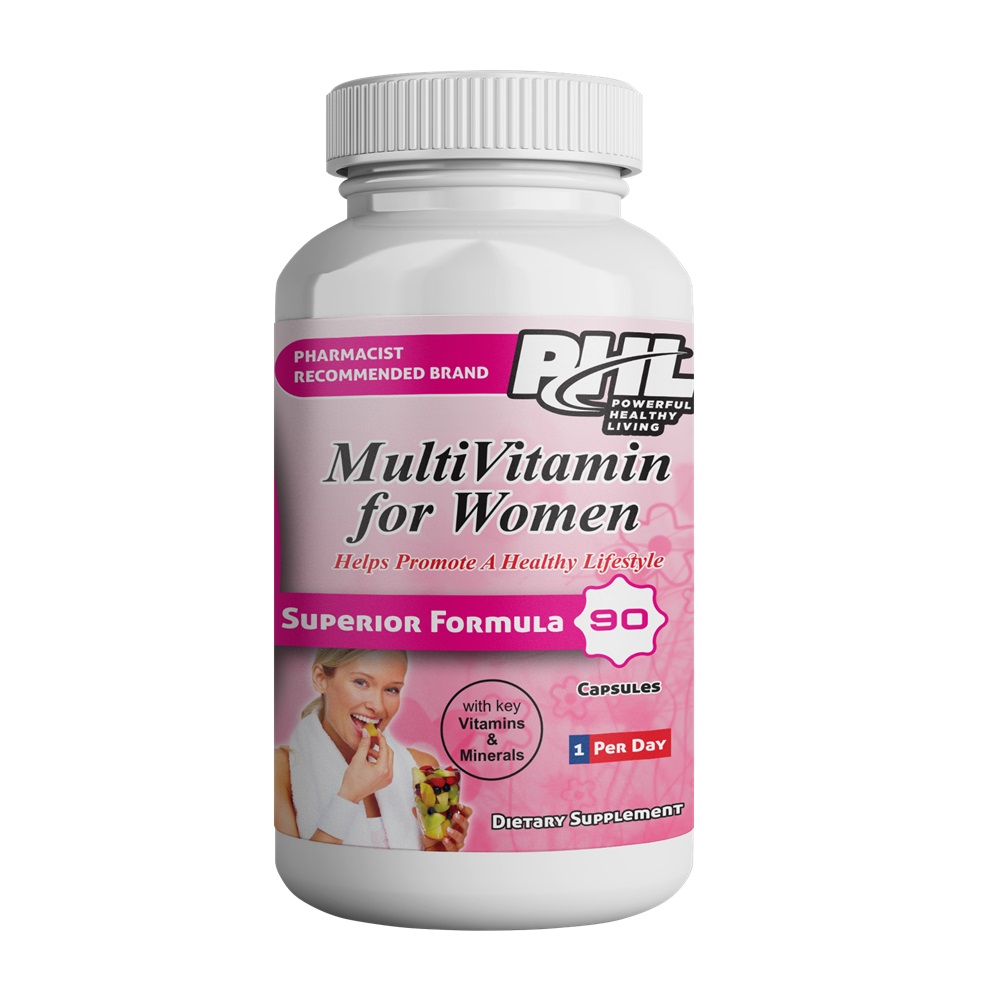 PHARMACIST
RECOMMENDED BRAND
PHL
POWERFUL
HEALTHY
LIVING
MultiVitamin
for Women
Helps Promote A Healthy Lifestyle
Superior Formula
90
Capsules
with key
Vitamins
&
Minerals
1 Per Day
Dietary Supplement